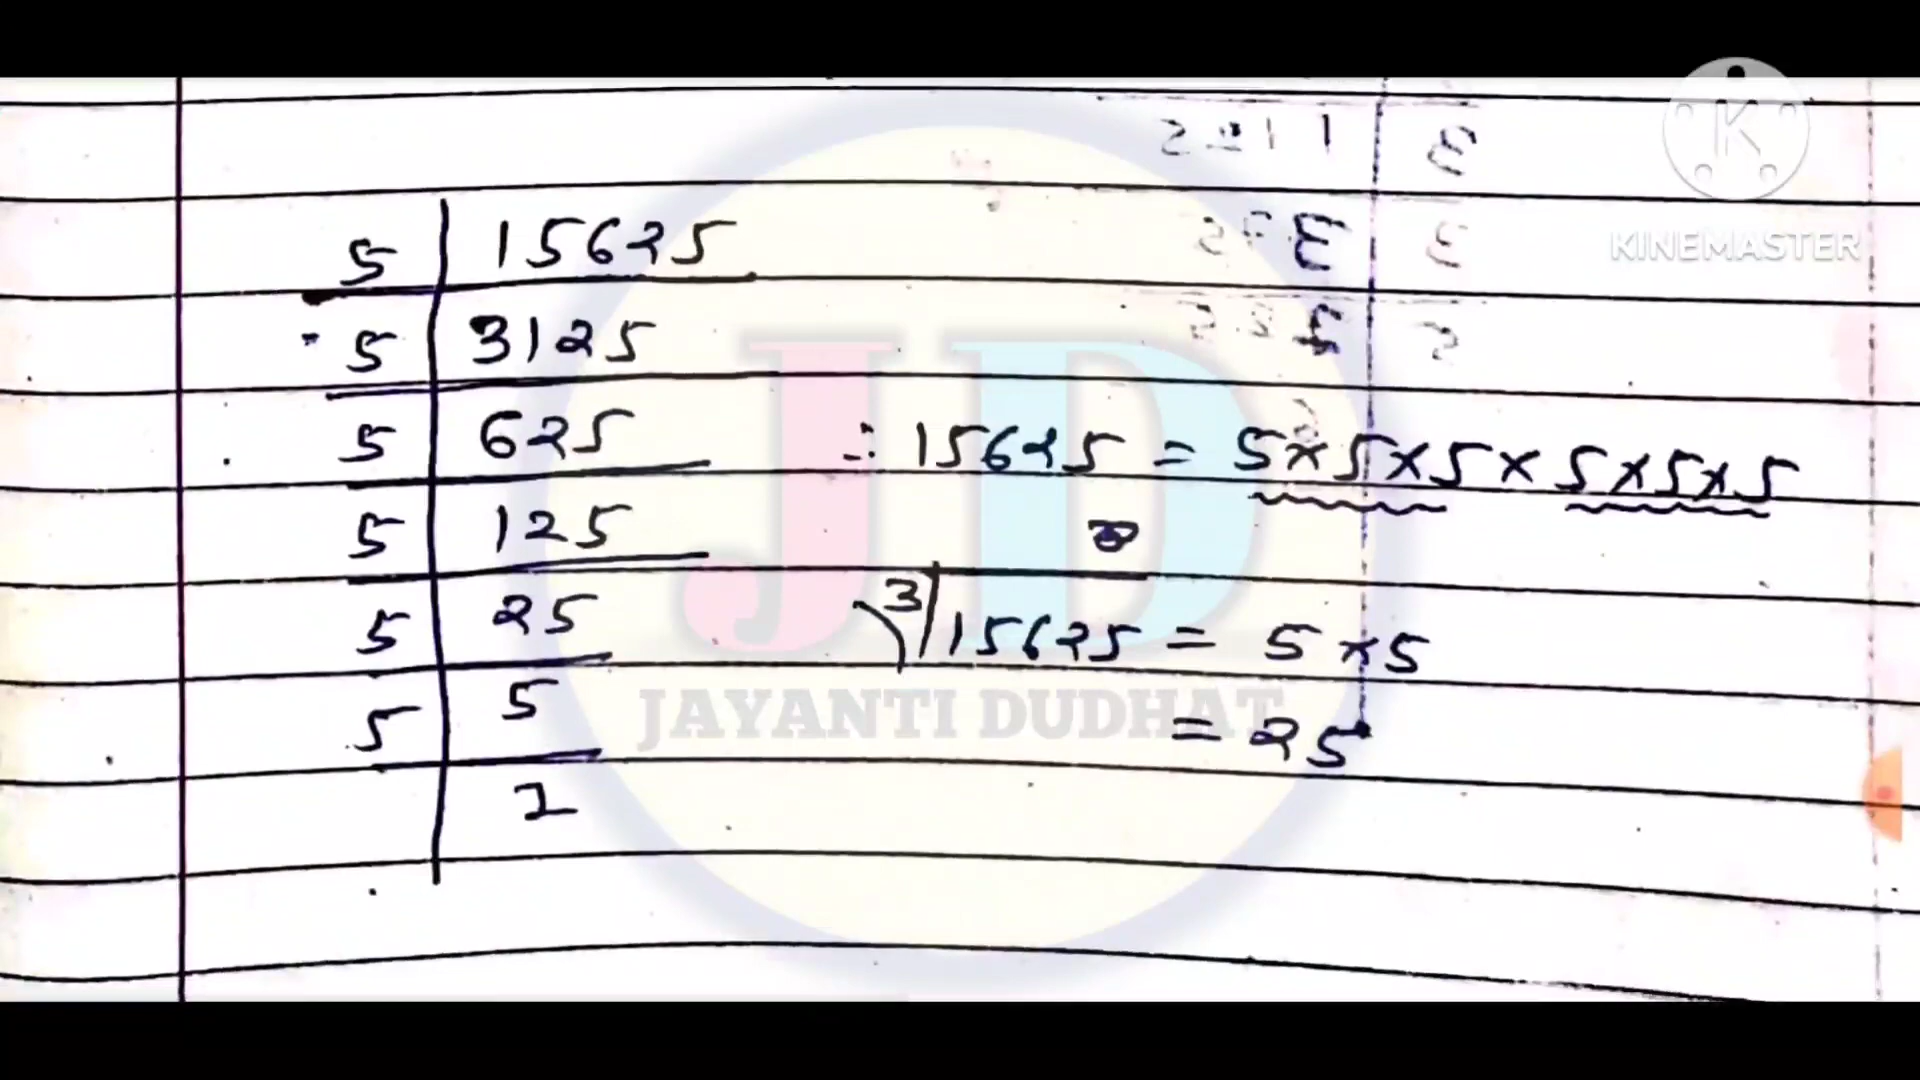 KINEMASTER
5 | 15625
5 | 3125
5 | 625
5 | 125
5 | 25
5 | 5
1
∴ 15625 = 5×5×5×5×5×5
∛15625 = 5×5
= 25
JD
JAYANTI DUDHAT